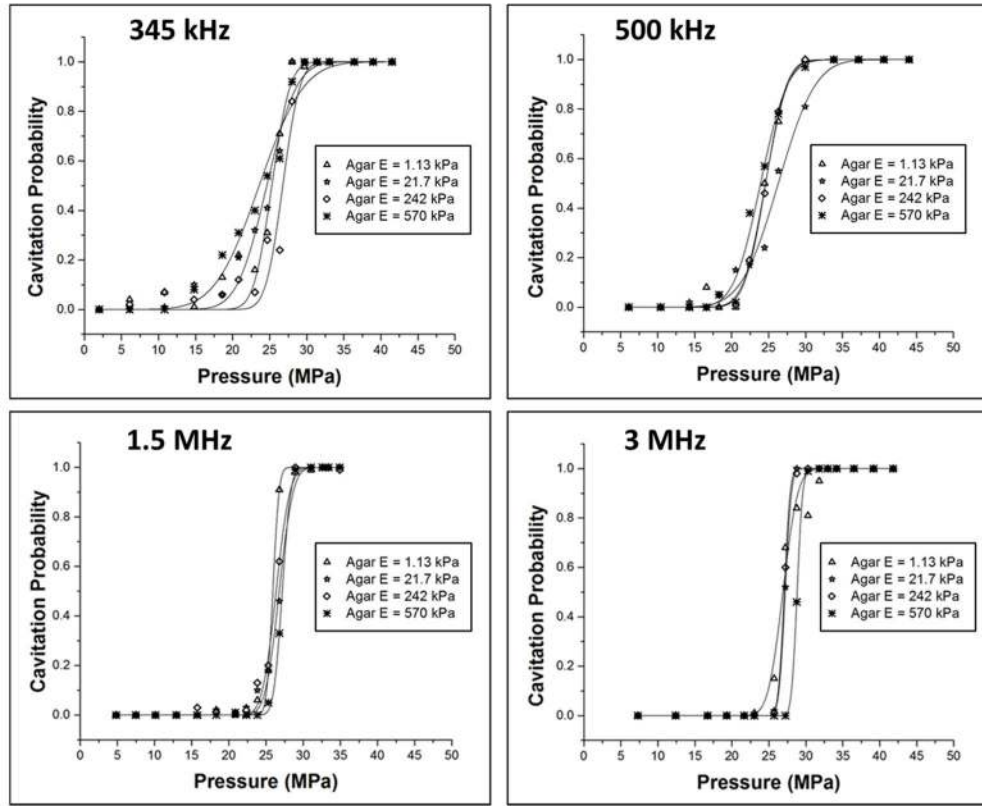 345 kHz
Cavitation Probability
1.0
0.8
0.6
0.4
0.2
0.0
Agar E = 1.13 kPa
Agar E = 21.7 kPa
Agar E = 242 kPa
Agar E = 570 kPa
0 5 10 15 20 25 30 35 40 45 50
Pressure (MPa)
500 kHz
Cavitation Probability
1.0
0.8
0.6
0.4
0.2
0.0
Agar E = 1.13 kPa
Agar E = 21.7 kPa
Agar E = 242 kPa
Agar E = 570 kPa
0 5 10 15 20 25 30 35 40 45 50
Pressure (MPa)
1.5 MHz
Cavitation Probability
1.0
0.8
0.6
0.4
0.2
0.0
Agar E = 1.13 kPa
Agar E = 21.7 kPa
Agar E = 242 kPa
Agar E = 570 kPa
0 5 10 15 20 25 30 35 40 45 50
Pressure (MPa)
3 MHz
Cavitation Probability
1.0
0.8
0.6
0.4
0.2
0.0
Agar E = 1.13 kPa
Agar E = 21.7 kPa
Agar E = 242 kPa
Agar E = 570 kPa
0 5 10 15 20 25 30 35 40 45 50
Pressure (MPa)